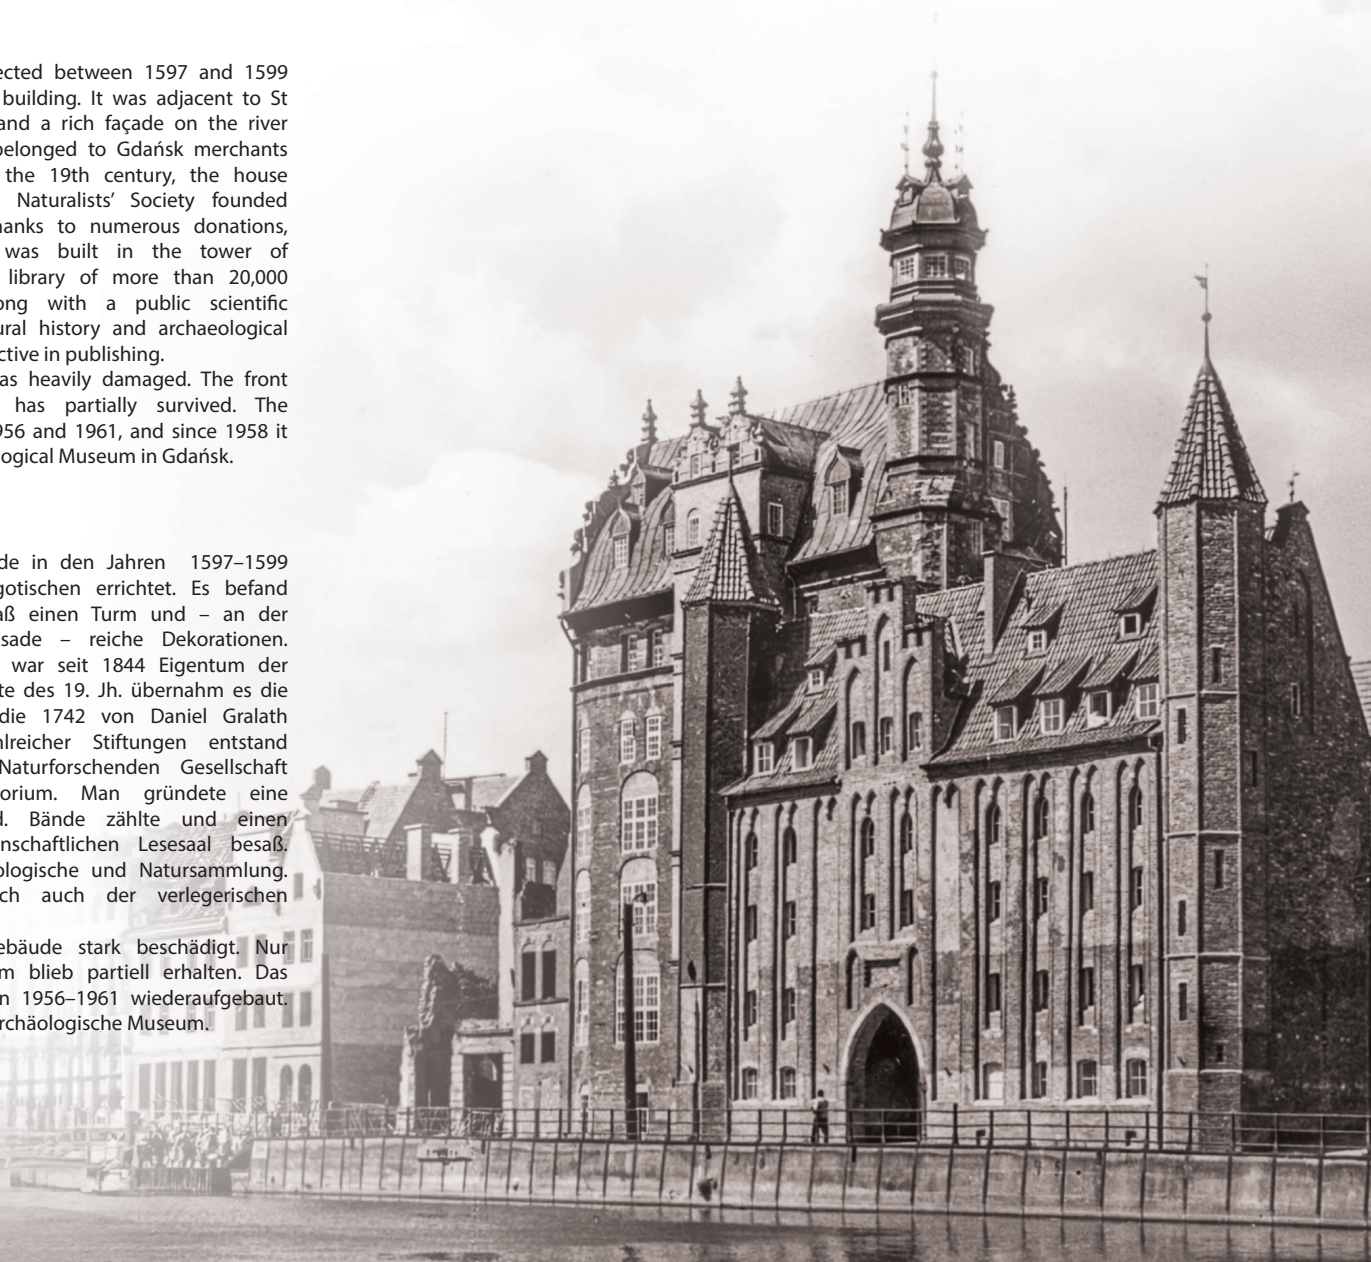 ected between 1597 and 1599
building. It was adjacent to St
and a rich façade on the river
belonged to Gdańsk merchants
the 19th century, the house
Naturalists’ Society founded
hanks to numerous donations,
was built in the tower of
library of more than 20,000
ong with a public scientific
ural history and archaeological
ctive in publishing.
as heavily damaged. The front
has partially survived. The
956 and 1961, and since 1958 it
ological Museum in Gdańsk.
de in den Jahren 1597–1599
gotischen errichtet. Es befand
aß einen Turm und – an der
sade – reiche Dekorationen.
war seit 1844 Eigentum der
te des 19. Jh. übernahm es die
die 1742 von Daniel Gralath
hlreicher Stiftungen entstand
Naturforschenden Gesellschaft
orium. Man gründete eine
d. Bände zählte und einen
nschaftlichen Lesesaal besaß.
ologische und Natursammlung.
ch auch der verlegerischen
ebäude stark beschädigt. Nur
m blieb partiell erhalten. Das
n 1956–1961 wiederaufgebaut.
rchäologische Museum.